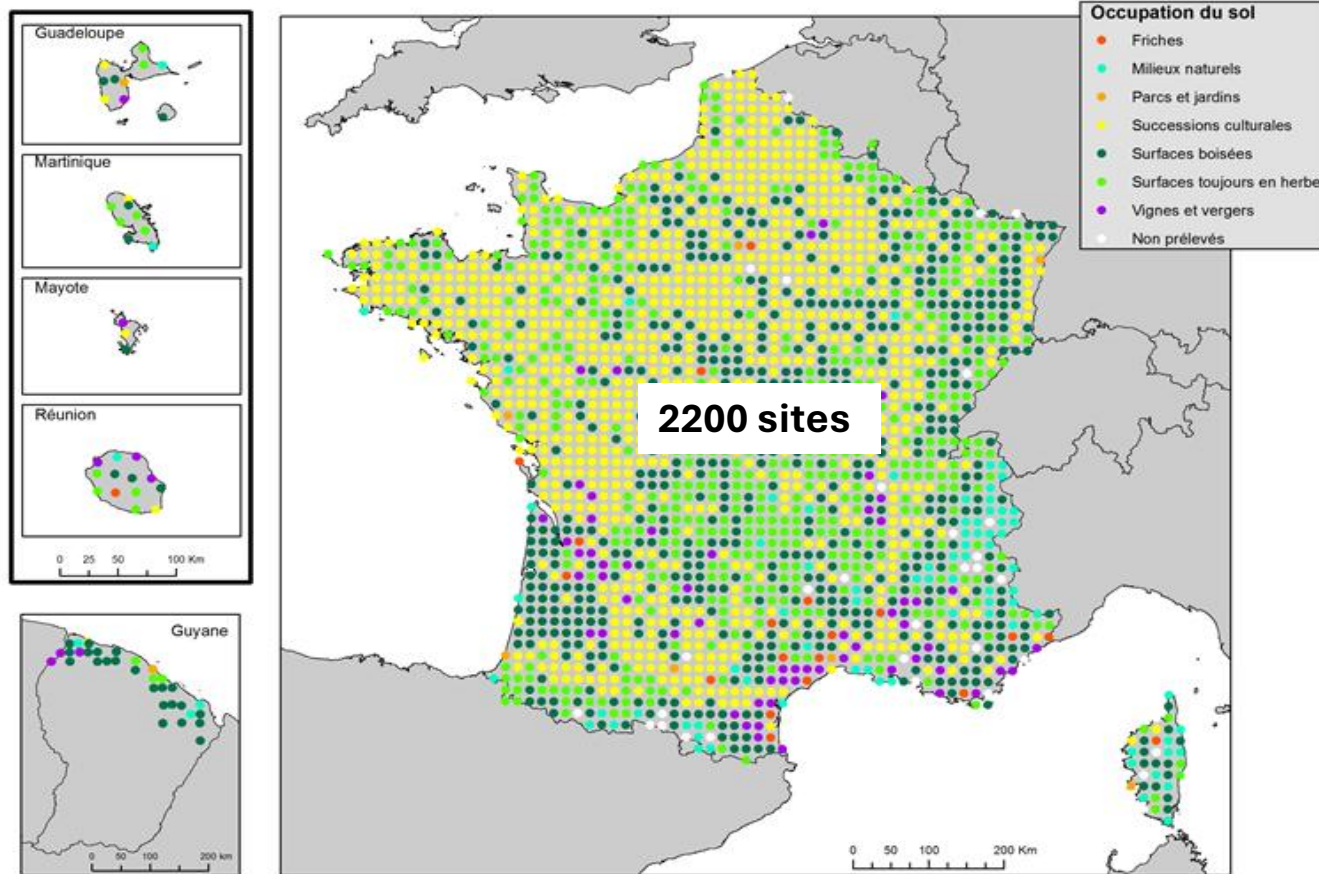 Guadeloupe
Martinique
Mayote
Réunion
0 25 50 100 Km
Guyane
0 50 100 200 km
2200 sites
0 50 100 200 Km
Occupation du sol
Friches
Milieux naturels
Parcs et jardins
Successions culturales
Surfaces boisées
Surfaces toujours en herbe
Vignes et vergers
Non prélevés